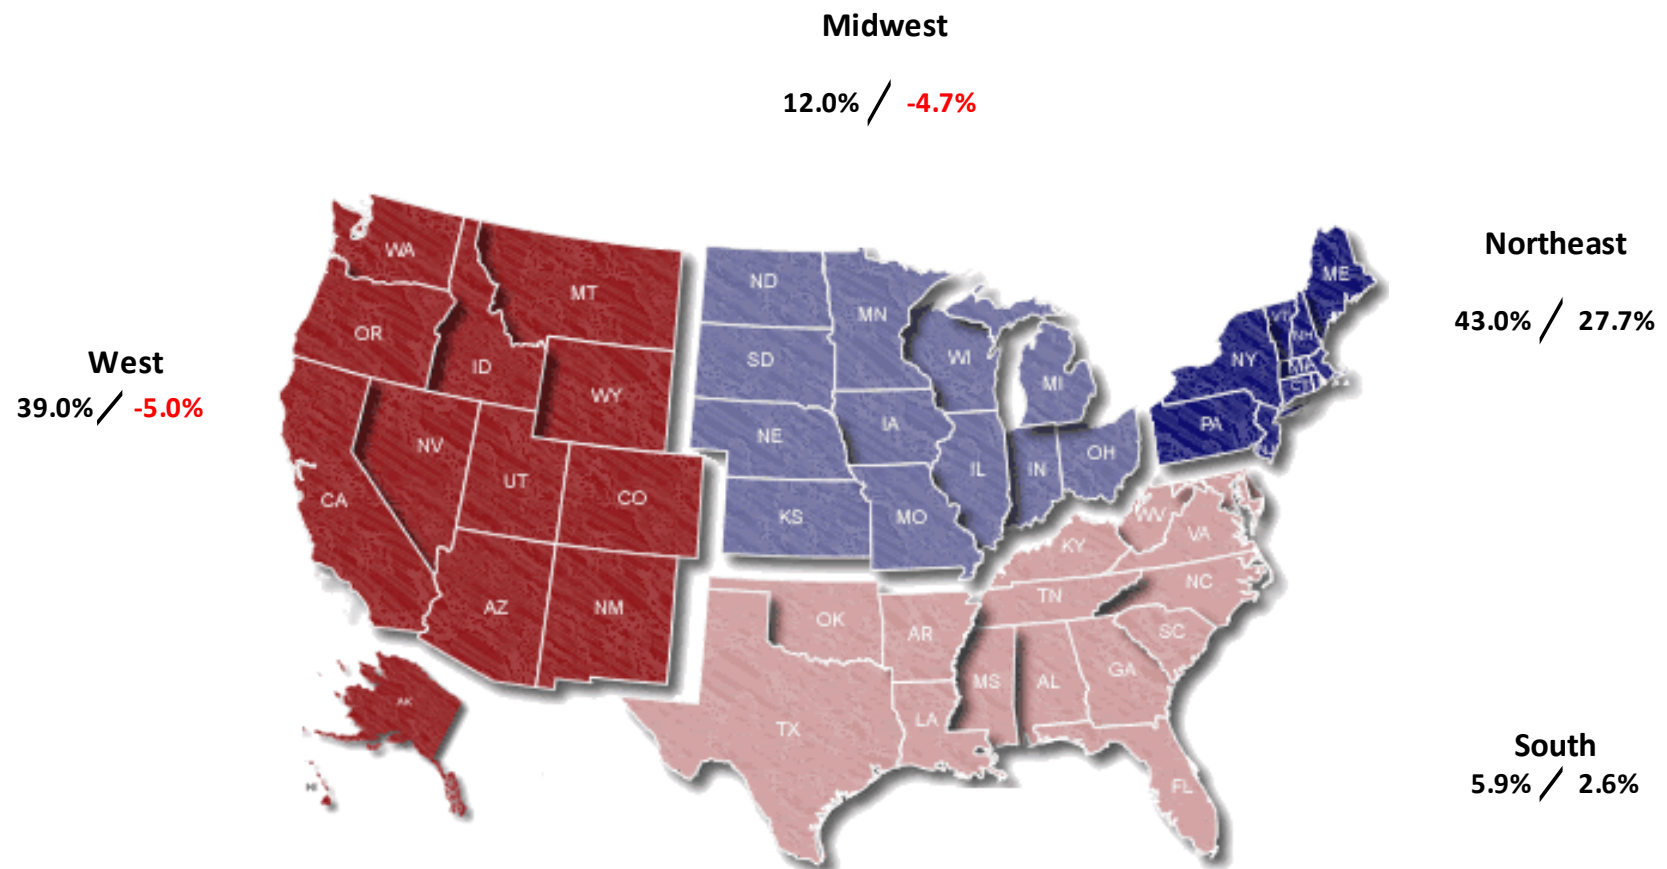 Midwest
12.0% / -4.7%
Northeast
43.0% / 27.7%
West
39.0% / -5.0%
South
5.9% / 2.6%
WA
MT
ND
MN
ME
OR
ID
SD
WI
VT
NH
WY
NY
MA
MI
CT
NV
NE
IA
PA
NJ
UT
CO
IL
IN
OH
CA
KS
MO
WV
VA
KY
AZ
NM
OK
AR
TN
NC
SC
MS
AL
GA
AK
TX
LA
FL
HI